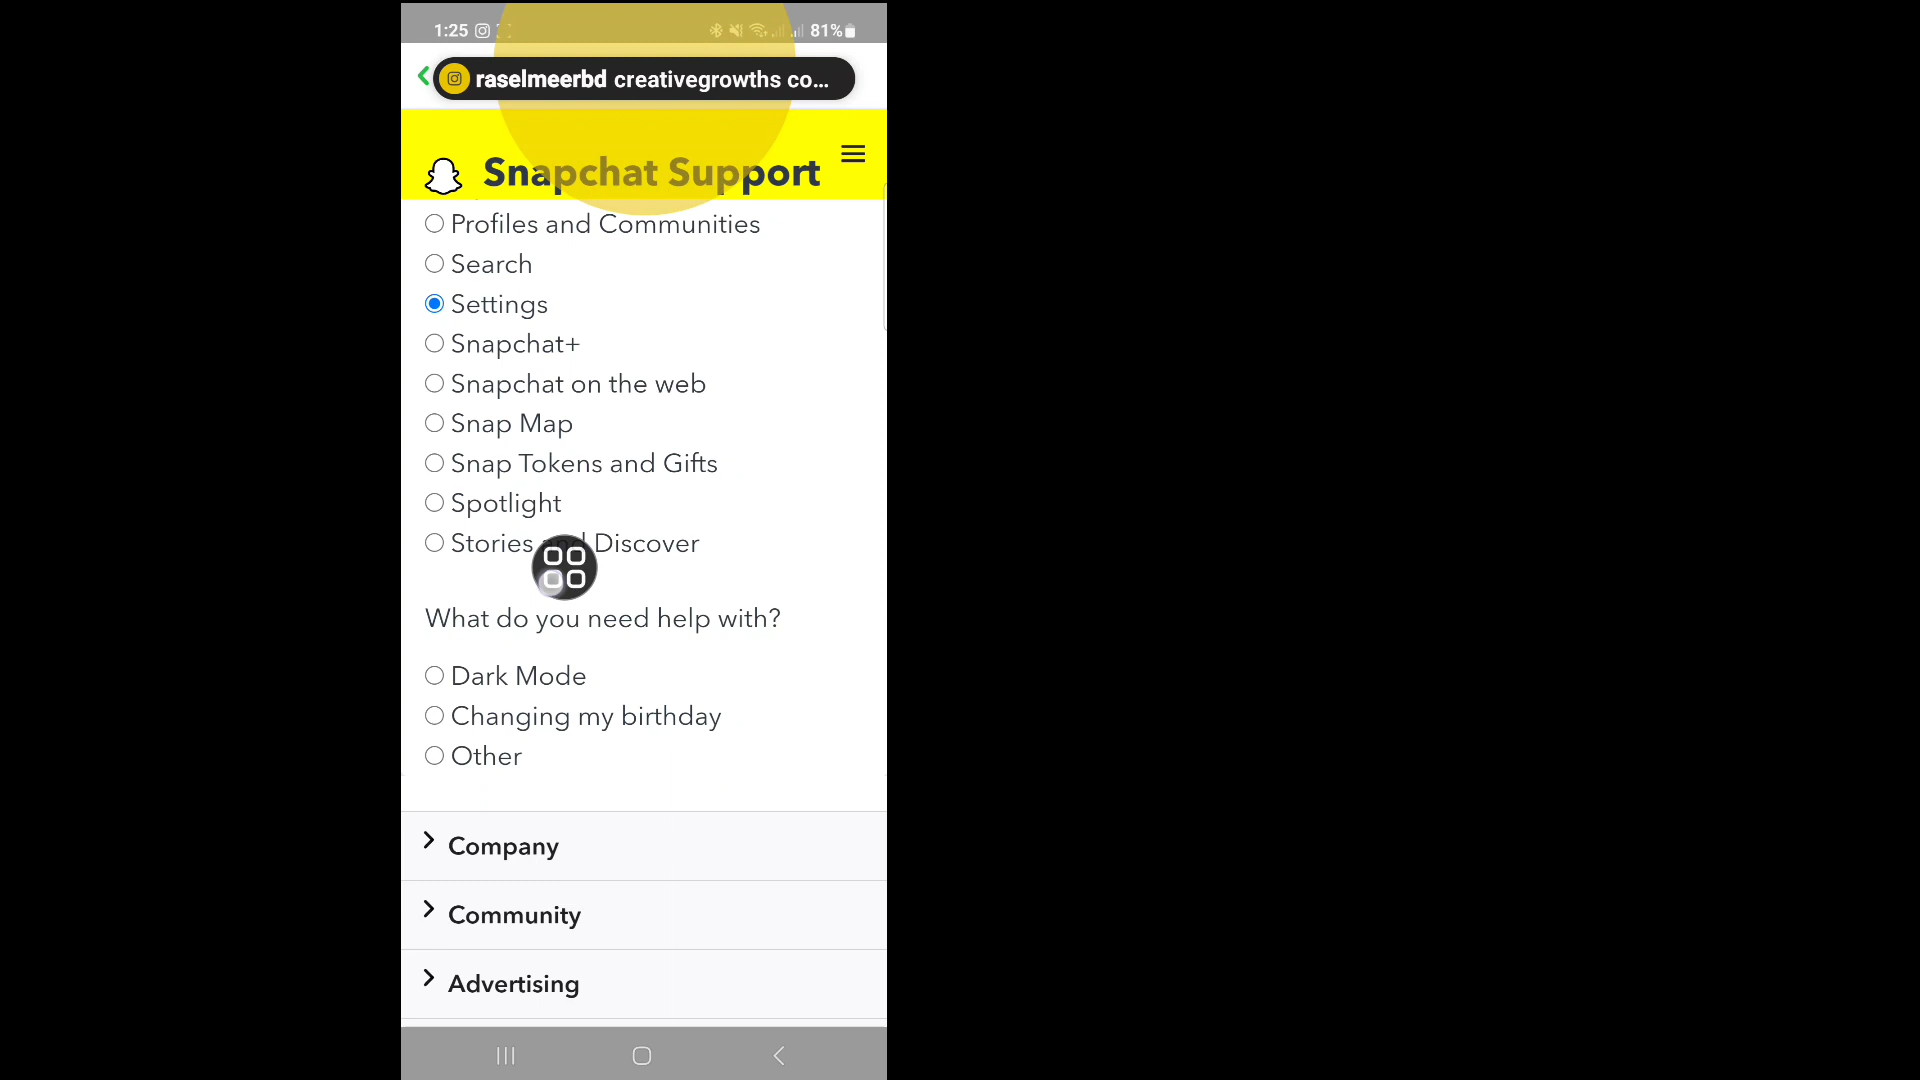 1:25 81%
raselmeerbd creativegrowths co...
Snapchat Support
Profiles and Communities
Search
Settings
Snapchat+
Snapchat on the web
Snap Map
Snap Tokens and Gifts
Spotlight
Stories and Discover
What do you need help with?
Dark Mode
Changing my birthday
Other
Company
Community
Advertising